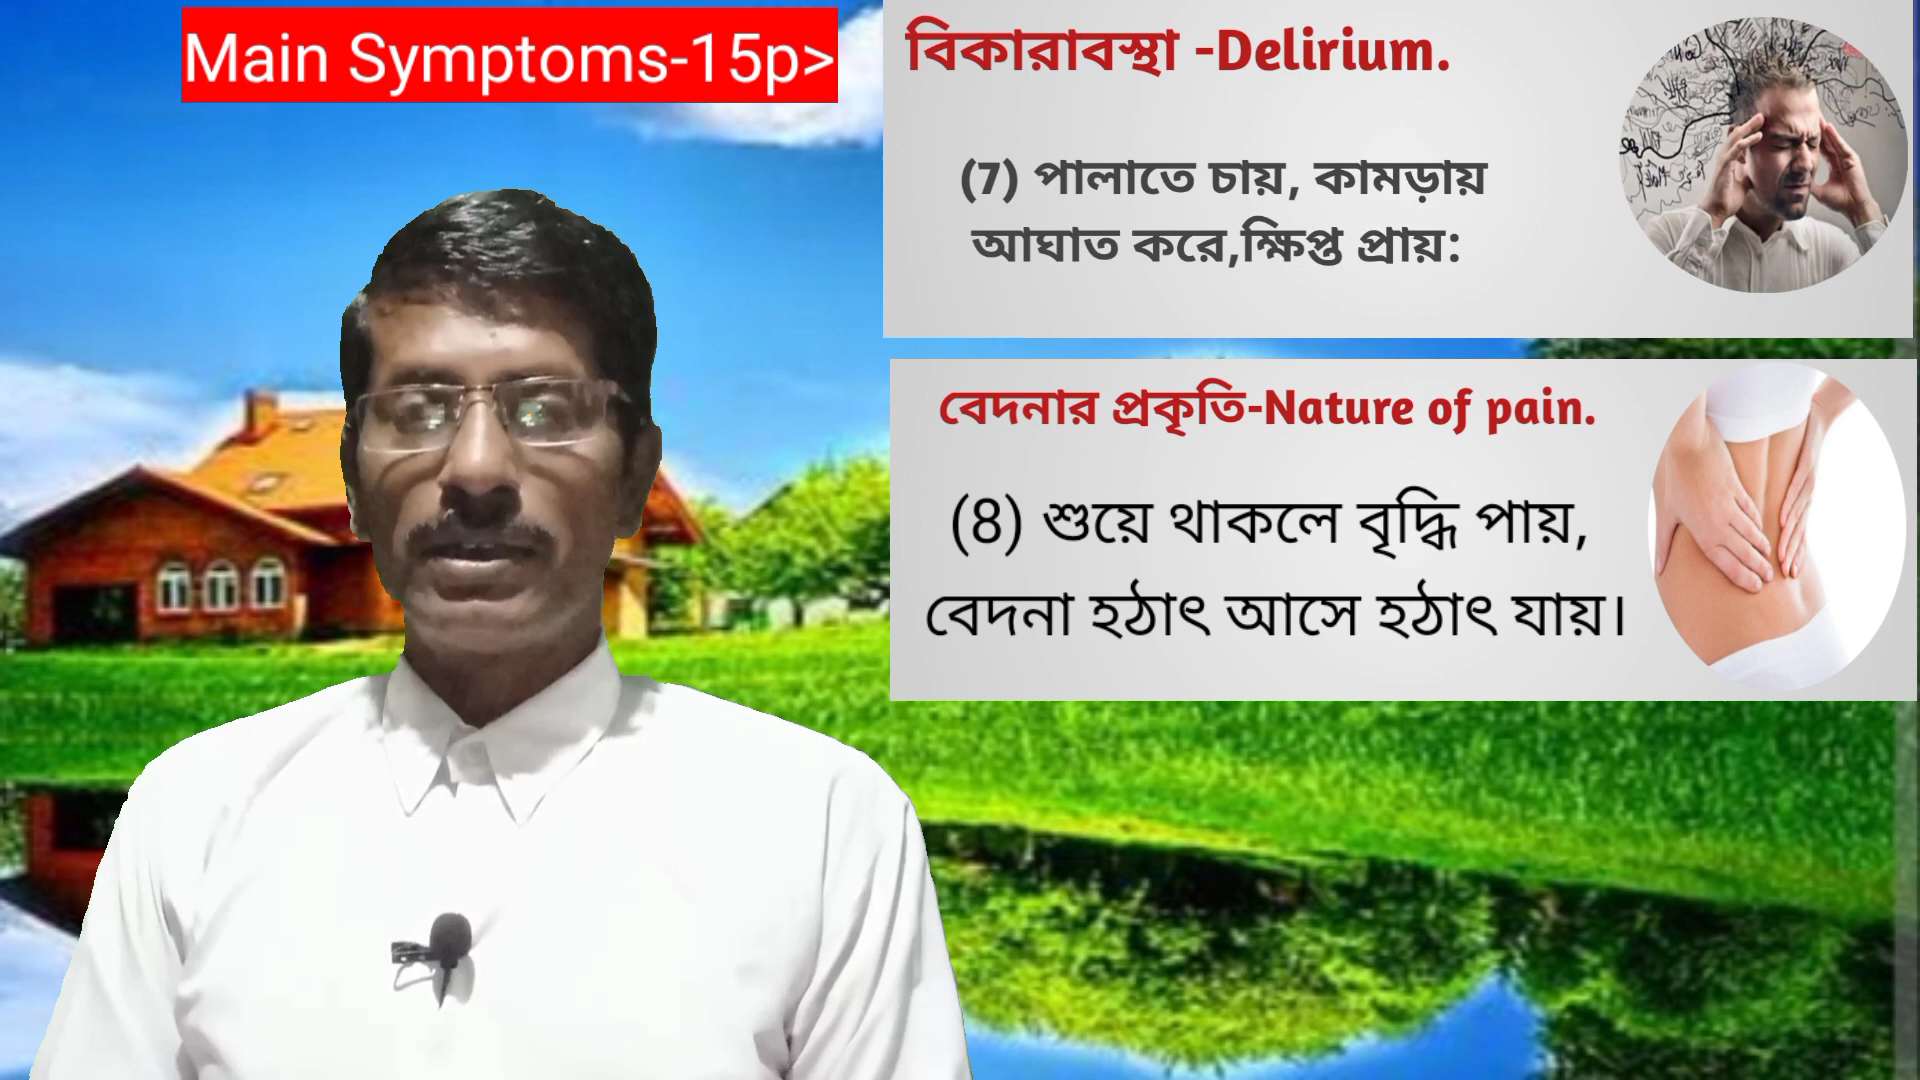 Main Symptoms-15p>
বিকারাবস্থা -Delirium.
(7) পালাতে চায়, কামড়ায়
আঘাত করে,ক্ষিপ্ত প্রায়:
বেদনার প্রকৃতি-Nature of pain.
(8) শুয়ে থাকলে বৃদ্ধি পায়,
বেদনা হঠাৎ আসে হঠাৎ যায়।